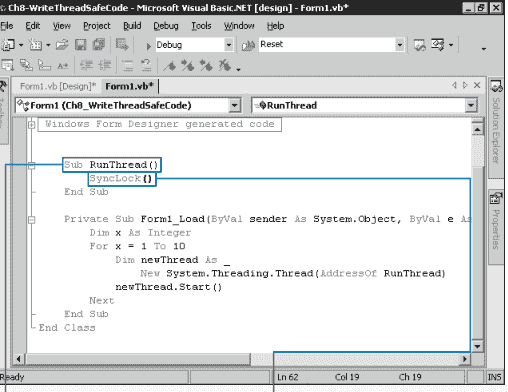 Ch8-WriteThreadSafeCode - Microsoft Visual Basic.NET [design] - Form1.vb*
File Edit View Project Build Debug Tools Window Help
Debug
Reset
Form1.vb [Design]* Form1.vb*
Form1 (Ch8_WriteThreadSafeCode) RunThread
Windows Form Designer generated code
Sub RunThread()
SyncLock()
End Sub
Private Sub Form1_Load(ByVal sender As System.Object, ByVal e As
Dim x As Integer
For x = 1 To 10
Dim newThread As _
New System.Threading.Thread(AddressOf RunThread)
newThread.Start()
Next
End Sub
End Class
Solution Explorer
Properties
Ready
Ln 62 Col 19 Ch 19 INS